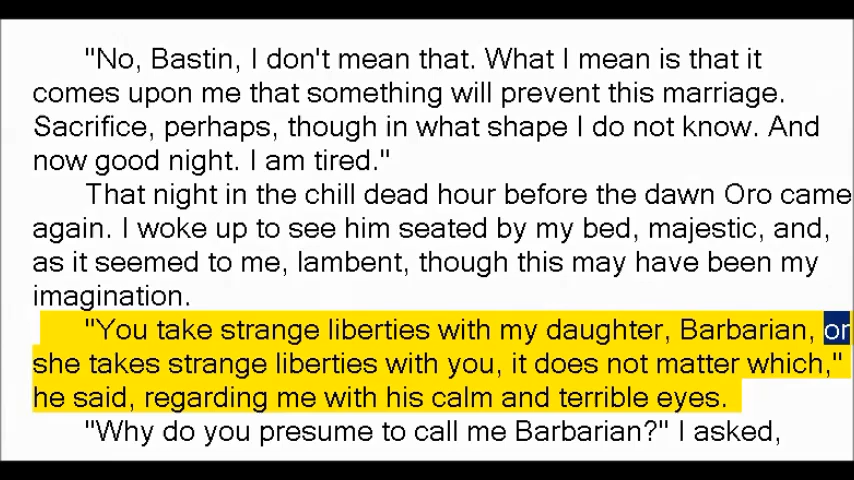 "No, Bastin, I don't mean that. What I mean is that it
comes upon me that something will prevent this marriage.
Sacrifice, perhaps, though in what shape I do not know. And
now good night. I am tired."
That night in the chill dead hour before the dawn Oro came
again. I woke up to see him seated by my bed, majestic, and,
as it seemed to me, lambent, though this may have been my
imagination.
"You take strange liberties with my daughter, Barbarian, or
she takes strange liberties with you, it does not matter which,"
he said, regarding me with his calm and terrible eyes.
"Why do you presume to call me Barbarian?" I asked,